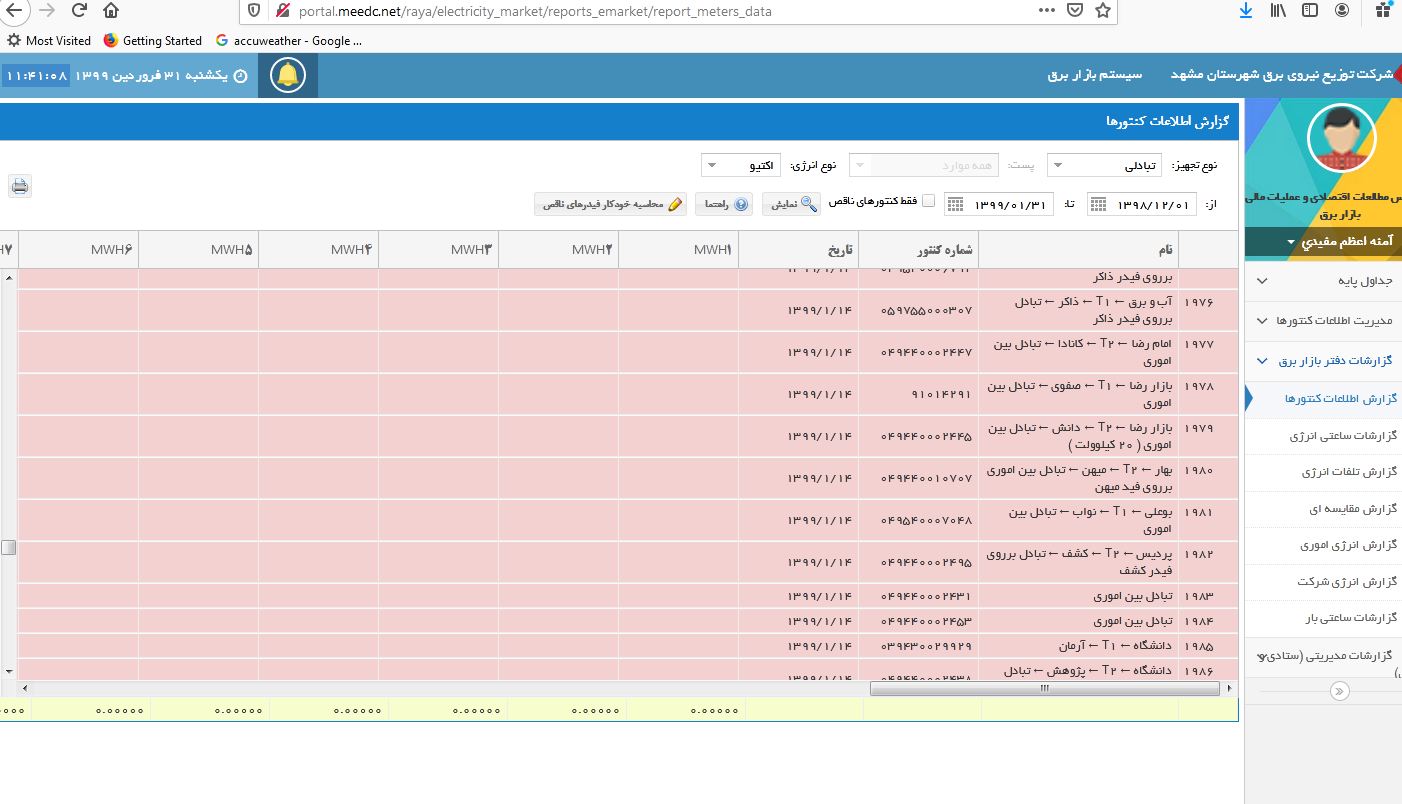 portal.meedc.net/raya/electricity_market/reports_emarket/report_meters_data
Most Visited
Getting Started
accuweather - Google ...
شرکت توزیع نیروی برق شهرستان مشهد
سیستم بازار برق
یکشنبه ۳۱ فروردین ۱۳۹۹
۱۱:۴۱:۰۸
مطالعات اقتصادی و عملیات مالی
بازار برق
آمنه اعظم مفیدي
جداول پایه
مدیریت اطلاعات کنتورها
گزارشات دفتر بازار برق
گزارش اطلاعات کنتورها
گزارشات ساعتی انرژی
گزارش تلفات انرژی
گزارش مقایسه ای
گزارش انرژی اموری
گزارش انرژی شرکت
گزارشات ساعتی بار
گزارشات مدیریتی (ستادی و
گزارش اطلاعات کنتورها
نوع تجهیز: تبادلی پست: همه موارد نوع انرژی: اکتیو
از: ۱۳۹۸/۱۲/۰۱ تا: ۱۳۹۹/۰۱/۳۱ فقط کنتورهای ناقص نمایش راهنما محاسبه خودکار فیدرهای ناقص
نام شماره کنتور تاریخ MWH۱ MWH۲ MWH۳ MWH۴ MWH۵ MWH۶
برروی فیدر ذاکر
۱۹۷۶ آب و برق ← T۱ ← ذاکر ← تبادل ۰۵۹۷۵۵۰۰۰۳۰۷ ۱۳۹۹/۱/۱۴
برروی فیدر ذاکر
۱۹۷۷ امام رضا ← T۲ ← کانادا ← تبادل بین ۰۴۹۴۴۰۰۰۲۴۴۷ ۱۳۹۹/۱/۱۴
اموری
۱۹۷۸ بازار رضا ← T۱ ← صفوی ← تبادل بین ۹۱۰۱۴۲۹۱ ۱۳۹۹/۱/۱۴
اموری
۱۹۷۹ بازار رضا ← T۲ ← دانش ← تبادل بین ۰۴۹۴۴۰۰۰۲۴۴۵ ۱۳۹۹/۱/۱۴
اموری ( ۲۰ کیلوولت )
۱۹۸۰ بهار ← T۲ ← میهن ← تبادل بین اموری ۰۴۹۴۴۰۰۱۰۷۰۷ ۱۳۹۹/۱/۱۴
برروی فید میهن
۱۹۸۱ بوعلی ← T۱ ← نواب ← تبادل بین ۰۴۹۵۴۰۰۰۷۰۴۸ ۱۳۹۹/۱/۱۴
اموری
۱۹۸۲ پردیس ← T۲ ← کشف ← تبادل برروی ۰۴۹۴۴۰۰۰۲۴۹۵ ۱۳۹۹/۱/۱۴
فیدر کشف
۱۹۸۳ تبادل بین اموری ۰۴۹۴۴۰۰۰۲۴۳۱ ۱۳۹۹/۱/۱۴
۱۹۸۴ تبادل بین اموری ۰۴۹۴۴۰۰۰۲۴۵۳ ۱۳۹۹/۱/۱۴
۱۹۸۵ دانشگاه ← T۱ ← آرمان ۰۳۹۴۳۰۰۲۹۹۲۹ ۱۳۹۹/۱/۱۴
۱۹۸۶ دانشگاه ← T۲ ← پژوهش ← تبادل
۰.۰۰۰۰۰ ۰.۰۰۰۰۰ ۰.۰۰۰۰۰ ۰.۰۰۰۰۰ ۰.۰۰۰۰۰ ۰.۰۰۰۰۰